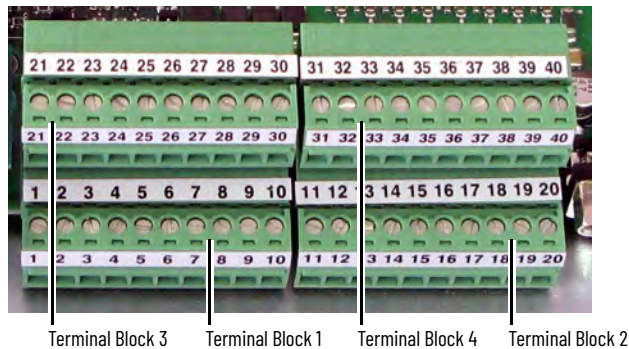 21 22 23 24 25 26 27 28 29 30 31 32 33 34 35 36 37 38 39 40
21 22 23 24 25 26 27 28 29 30 31 32 33 34 35 36 37 38 39 40
1 2 3 4 5 6 7 8 9 10 11 12 13 14 15 16 17 18 19 20
1 2 3 4 5 6 7 8 9 10 11 12 3 14 15 16 17 18 19 20
Terminal Block 3 Terminal Block 1 Terminal Block 4 Terminal Block 2